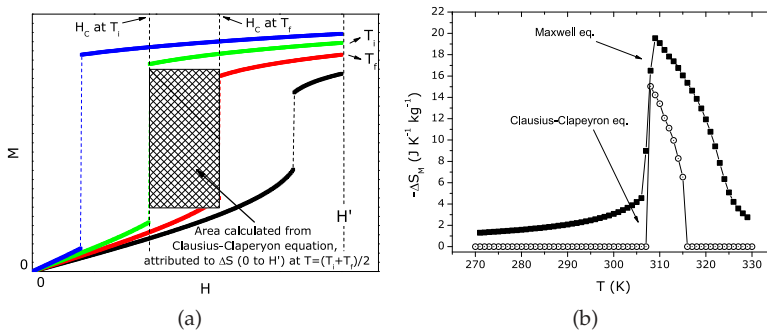 H_C at T_i
H_C at T_f
T_i
T_f
M
H'
Area calculated from
Clausius-Claperyon equation,
attributed to ΔS (0 to H') at T=(T_i+T_f)/2
0
0
H
(a)
-ΔS_M (J K⁻¹ kg⁻¹)
22
20
18
16
14
12
10
8
6
4
2
0
Maxwell eq.
Clausius-Clapeyron eq.
270 280 290 300 310 320 330
T (K)
(b)